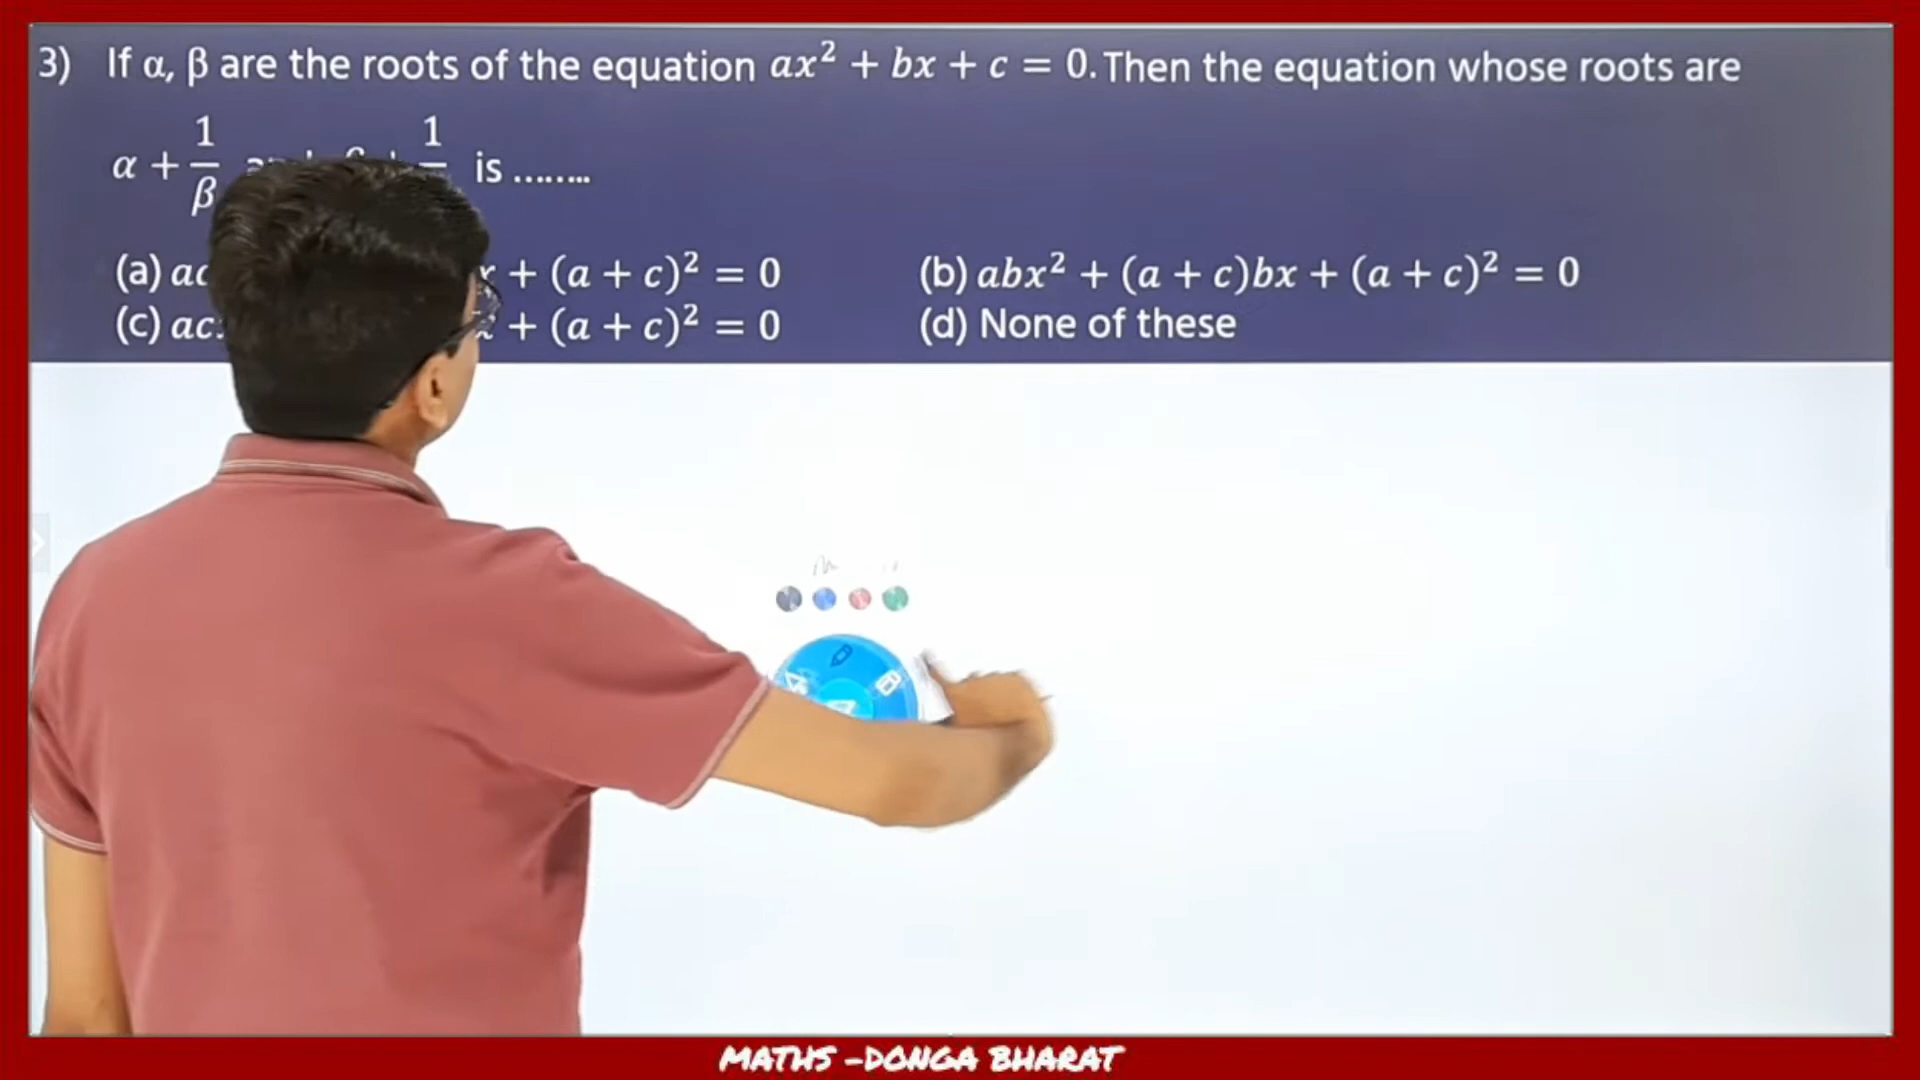 3) If α, β are the roots of the equation ax² + bx + c = 0. Then the equation whose roots are
α + 1/β 1 is ........
(a) ac x + (a + c)² = 0 (b) abx² + (a + c)bx + (a + c)² = 0
(c) ac x + (a + c)² = 0 (d) None of these
MATHS -DONGA BHARAT